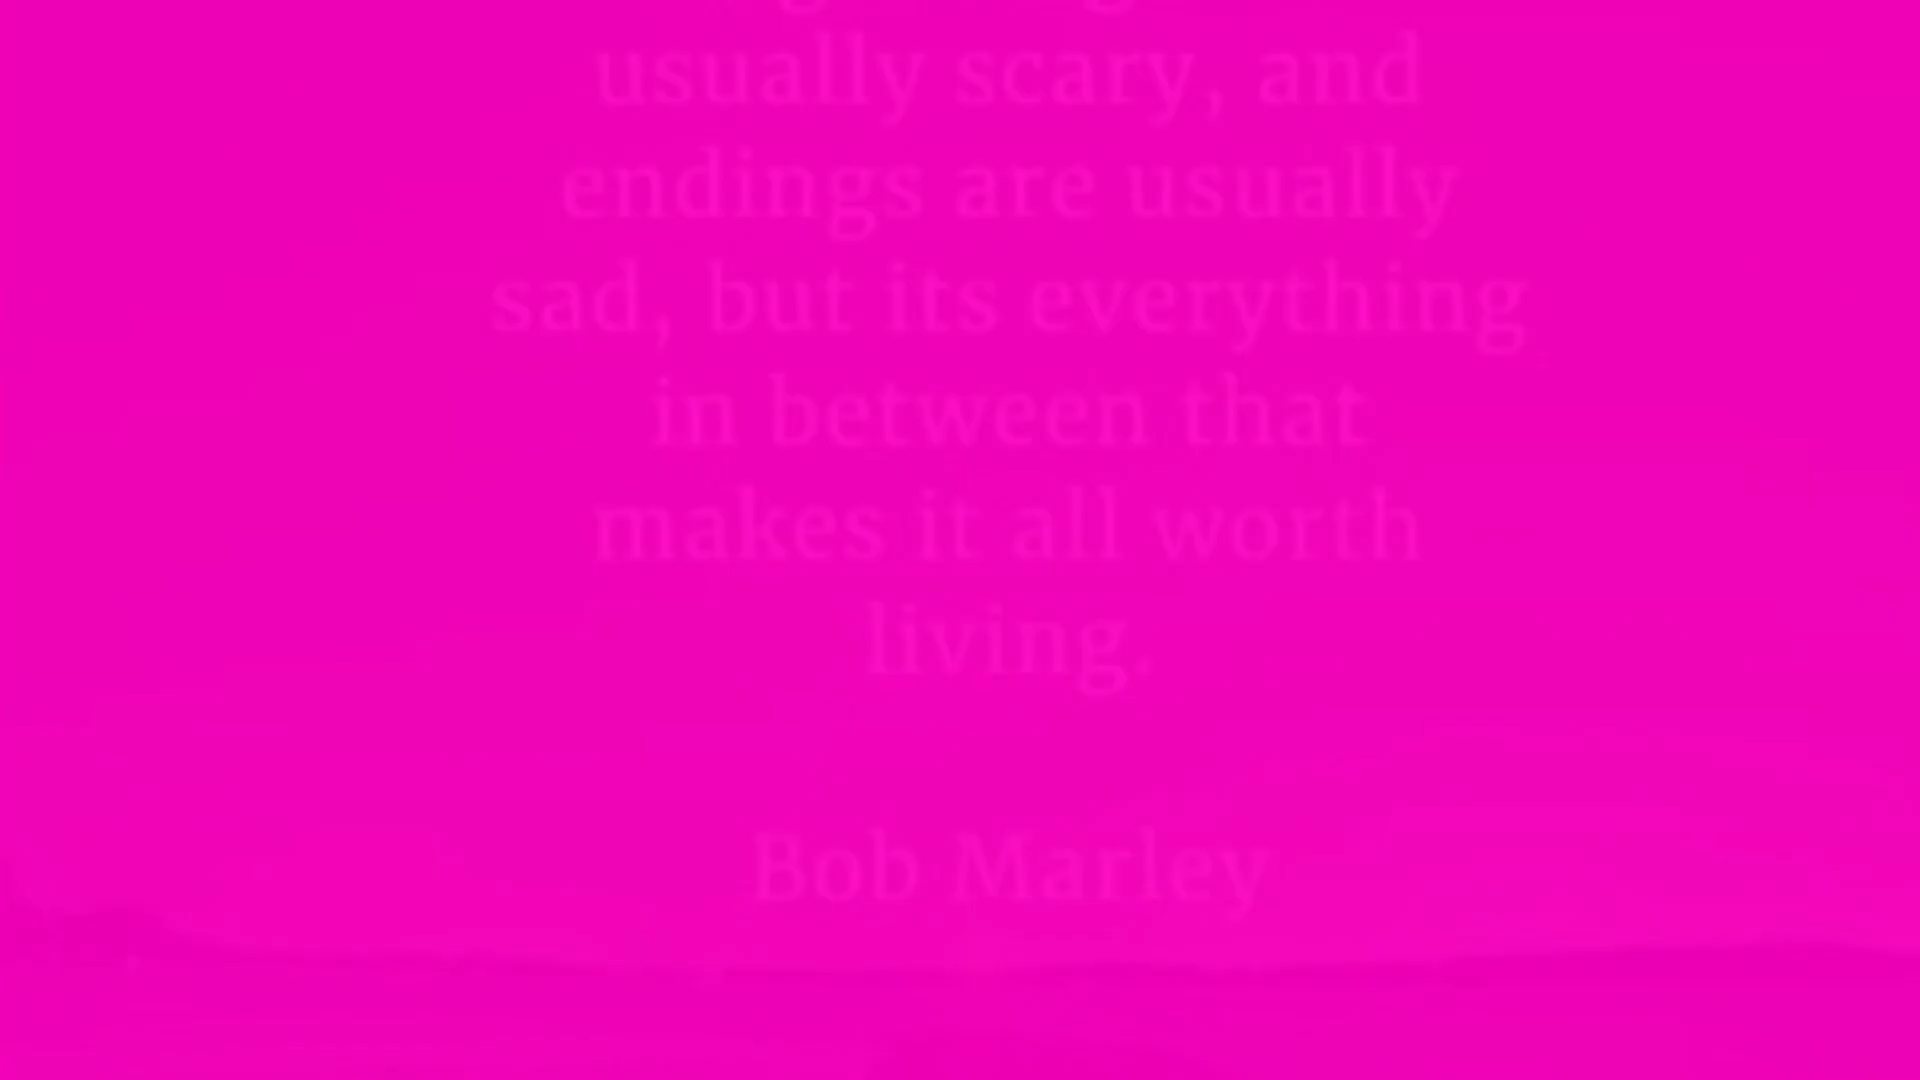 usually scary, and
endings are usually
sad, but its everything
in between that
makes it all worth
living.
Bob Marley